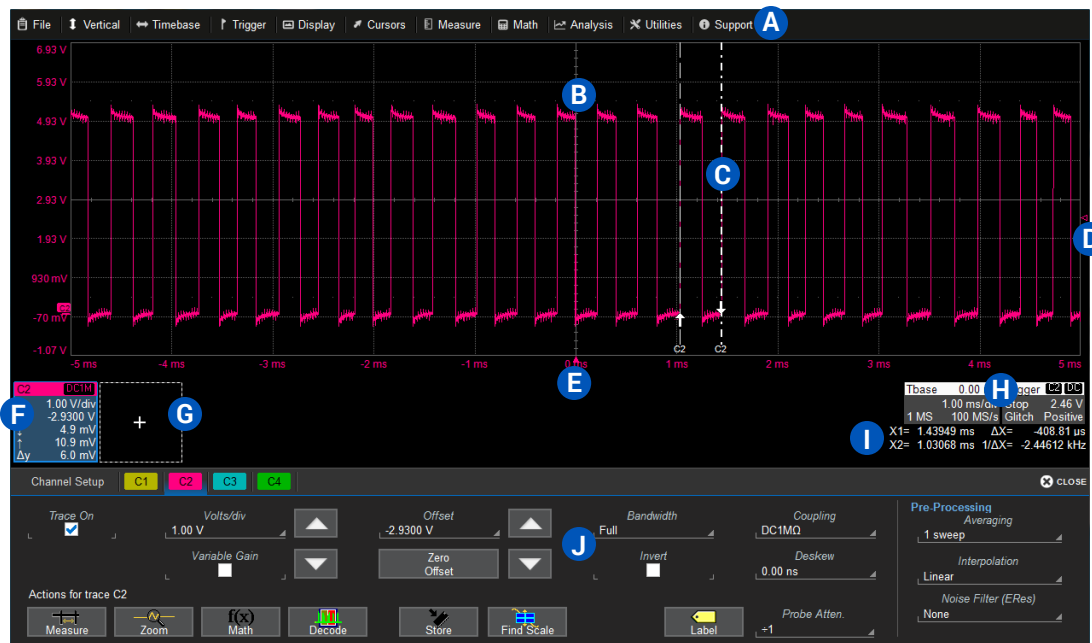 File Vertical Timebase Trigger Display Cursors Measure Math Analysis Utilities Support A
6.93 V
5.93 V
B
4.93 V
3.93 V
C
2.93 V
D
1.93 V
930 mV
C2
-70 mV
-1.07 V
C2 C2
-5 ms -4 ms -3 ms -2 ms -1 ms 0 ms 1 ms 2 ms 3 ms 4 ms 5 ms
E
C2 DC1M
F
1.00 V/div
-2.9300 V
4.9 mV
10.9 mV
Δy 6.0 mV
+
G
Tbase 0.00 H gger C2 DC
1.00 ms/div Stop 2.46 V
1 MS 100 MS/s Glitch Positive
I
X1= 1.43949 ms ΔX= -408.81 µs
X2= 1.03068 ms 1/ΔX= -2.44612 kHz
Channel Setup C1 C2 C3 C4 CLOSE
Trace On
Volts/div
1.00 V
Variable Gain
Offset
-2.9300 V
Zero
Offset
J
Bandwidth
Full
Invert
Coupling
DC1MΩ
Deskew
0.00 ns
Probe Atten.
÷1
Pre-Processing
Averaging
1 sweep
Interpolation
Linear
Noise Filter (ERes)
None
Actions for trace C2
Measure
Zoom
f(x)
Math
Decode
Store
Find Scale
Label